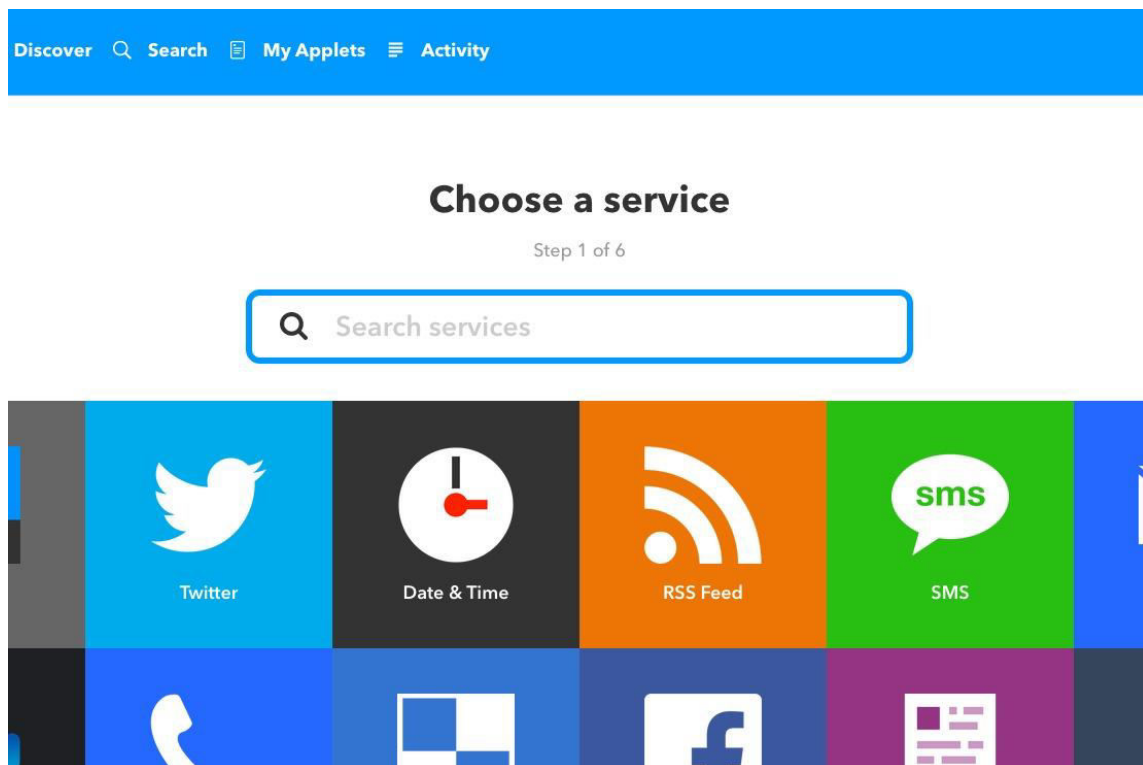 Discover Search My Applets Activity
Choose a service
Step 1 of 6
Search services
sms
Twitter Date & Time RSS Feed SMS
f